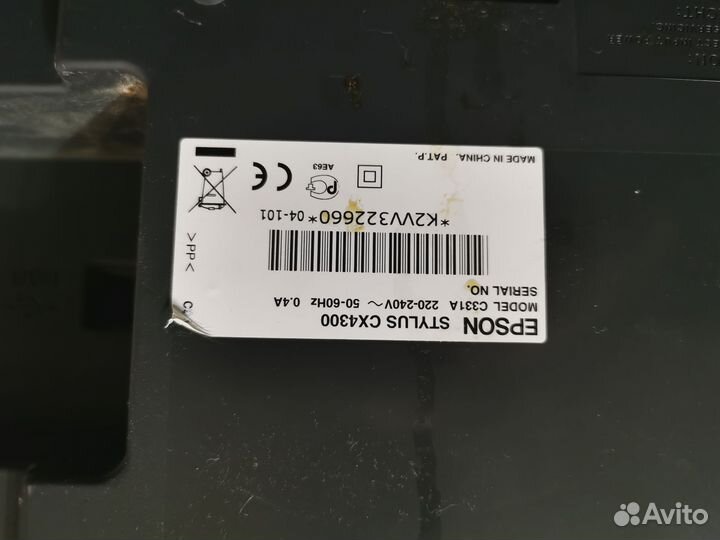 EPSON STYLUS CX4300
MODEL C331A 220-240V ~ 50-60Hz 0.4A
SERIAL NO.
*K2VV322660* 04-101
AE63
CE
MADE IN CHINA. PAT.P.
>PP<
Avito